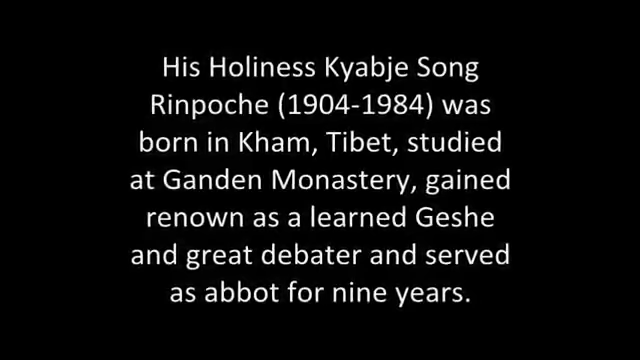 His Holiness Kyabje Song
Rinpoche (1904-1984) was
born in Kham, Tibet, studied
at Ganden Monastery, gained
renown as a learned Geshe
and great debater and served
as abbot for nine years.